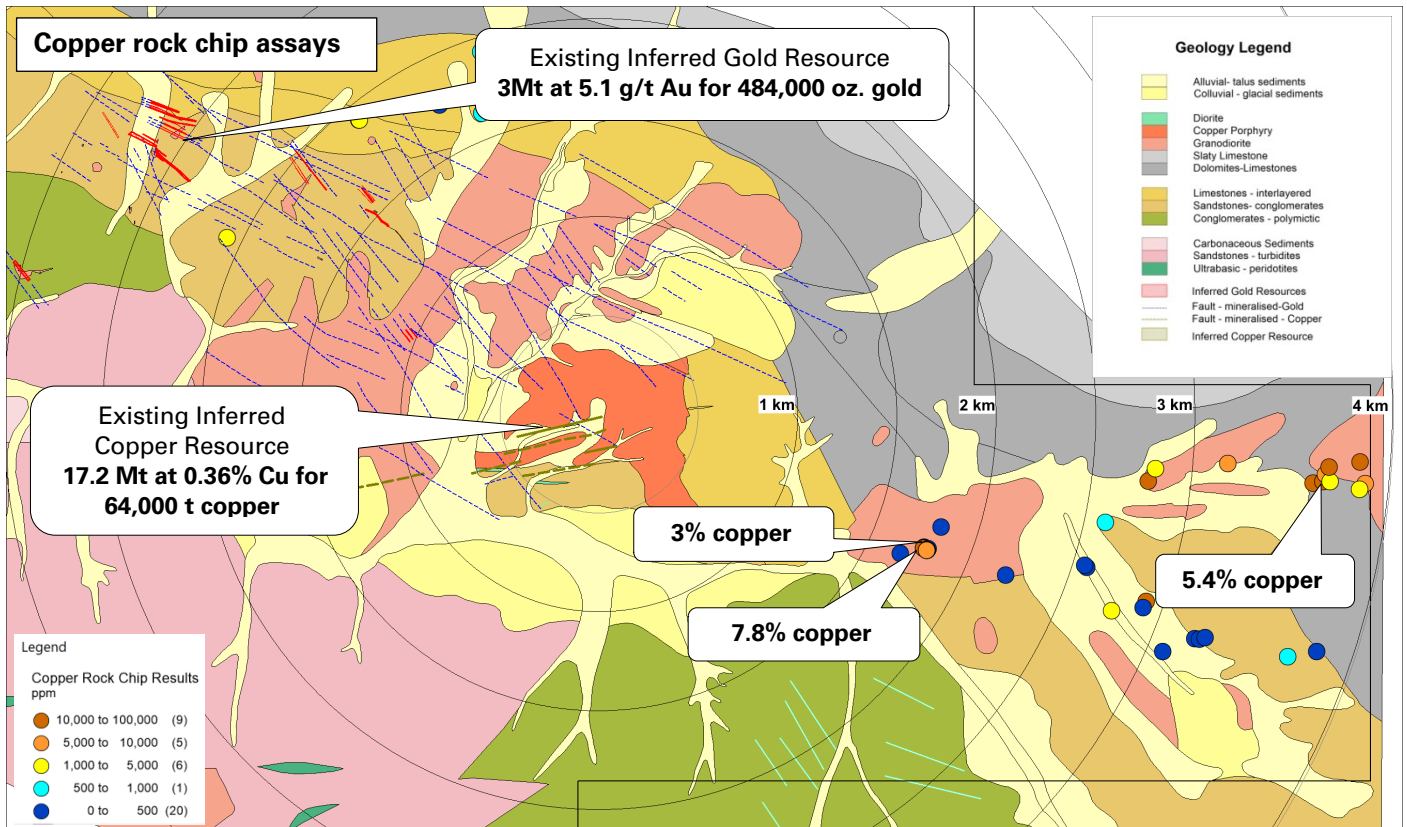 Copper rock chip assays
Existing Inferred Gold Resource
3Mt at 5.1 g/t Au for 484,000 oz. gold
Geology Legend
Alluvial- talus sediments
Colluvial - glacial sediments
Diorite
Copper Porphyry
Granodiorite
Slaty Limestone
Dolomites-Limestones
Limestones - interlayered
Sandstones- conglomerates
Conglomerates - polymictic
Carbonaceous Sediments
Sandstones - turbidites
Ultrabasic - peridotites
Inferred Gold Resources
Fault - mineralised-Gold
Fault - mineralised - Copper
Inferred Copper Resource
1 km
2 km
3 km
4 km
Existing Inferred
Copper Resource
17.2 Mt at 0.36% Cu for
64,000 t copper
3% copper
5.4% copper
7.8% copper
Legend
Copper Rock Chip Results
ppm
10,000 to 100,000 (9)
5,000 to 10,000 (5)
1,000 to 5,000 (6)
500 to 1,000 (1)
0 to 500 (20)